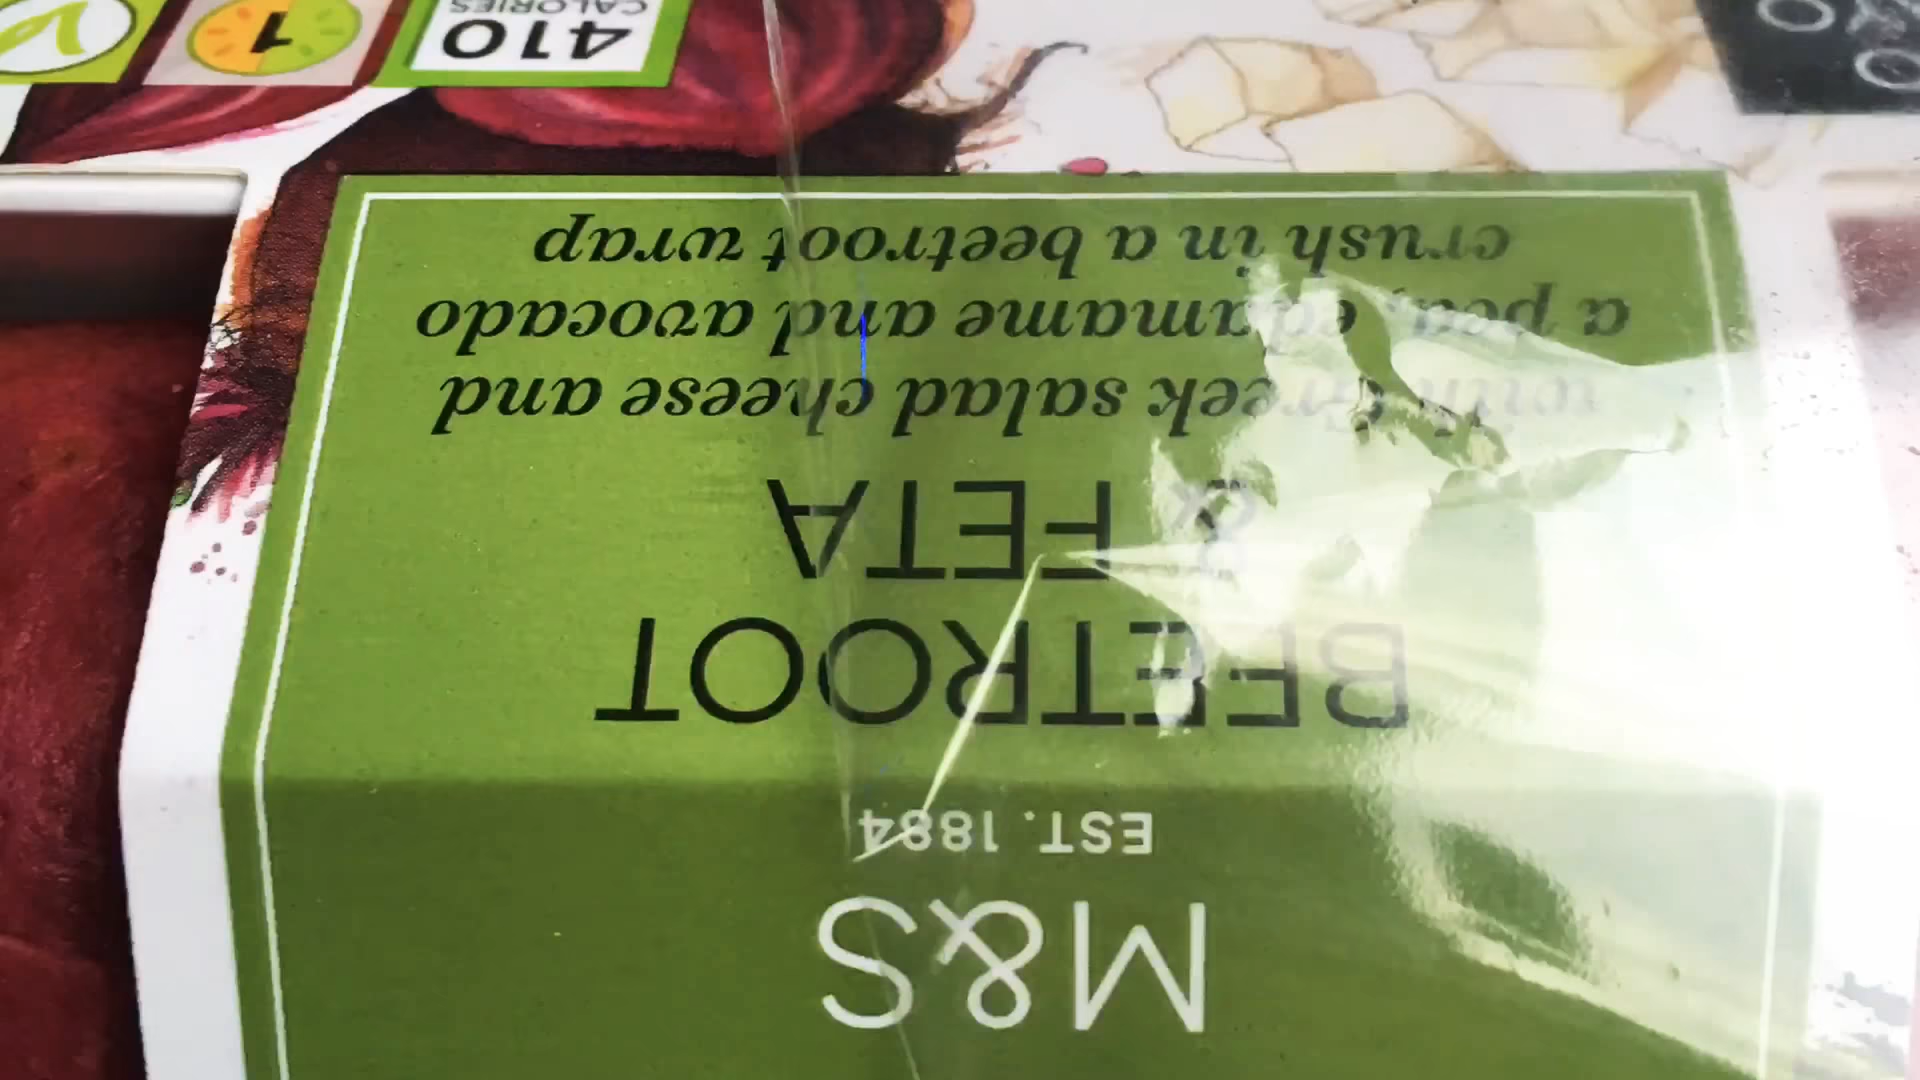 M&S
EST. 1884
BEETROOT
& FETA
with Greek salad cheese and
a pea, edamame and avocado
crush in a beetroot wrap
410
CALORIES
1
V